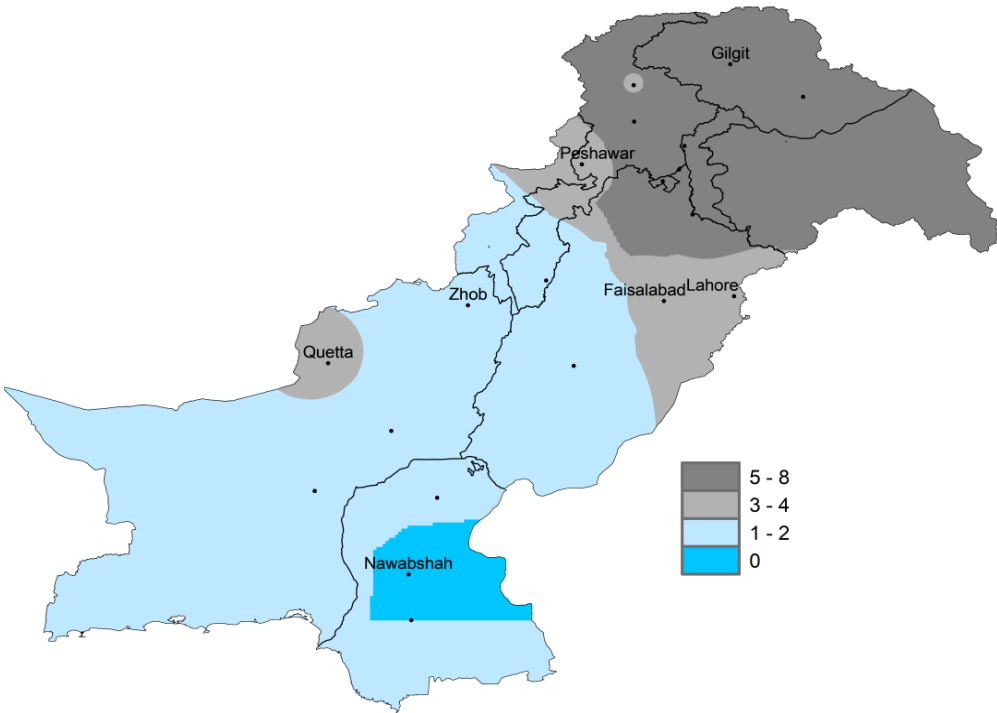 Gilgit
Peshawar
Zhob
Faisalabad
Lahore
Quetta
Nawabshah
5 - 8
3 - 4
1 - 2
0